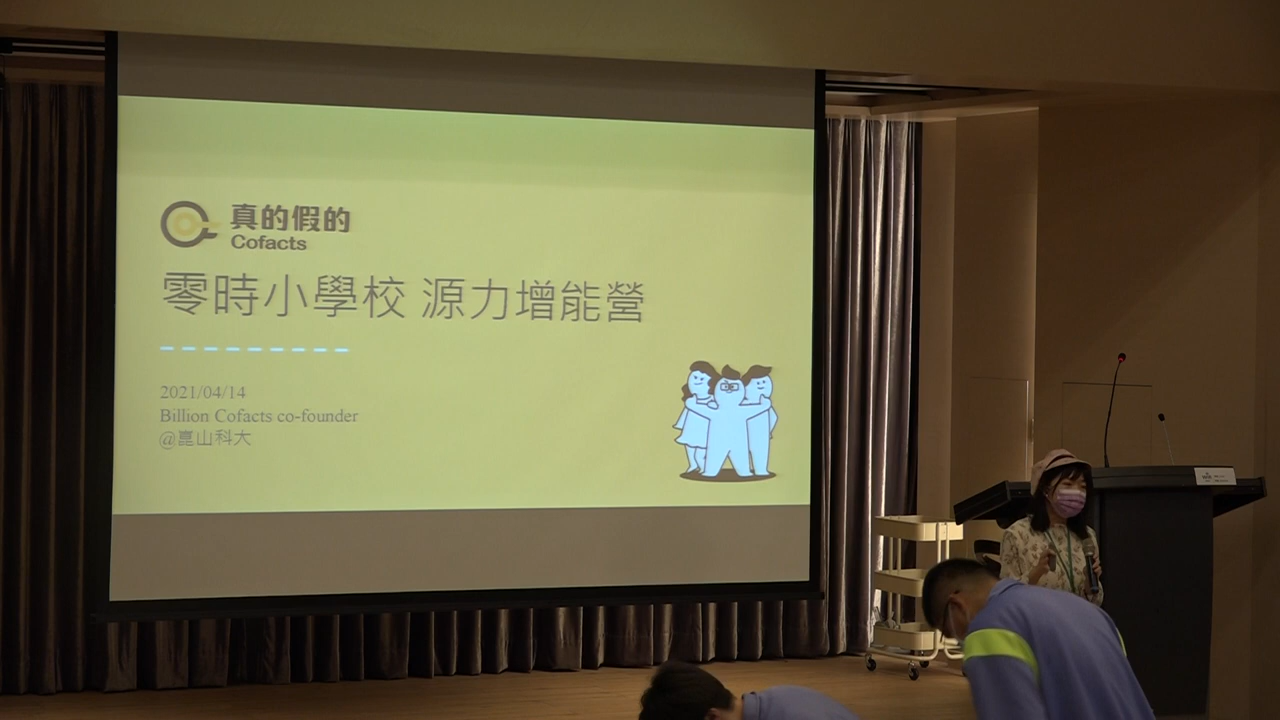 真的假的
Cofacts
零時小學校 源力增能營
2021/04/14
Billion Cofacts co-founder
@崑山科大